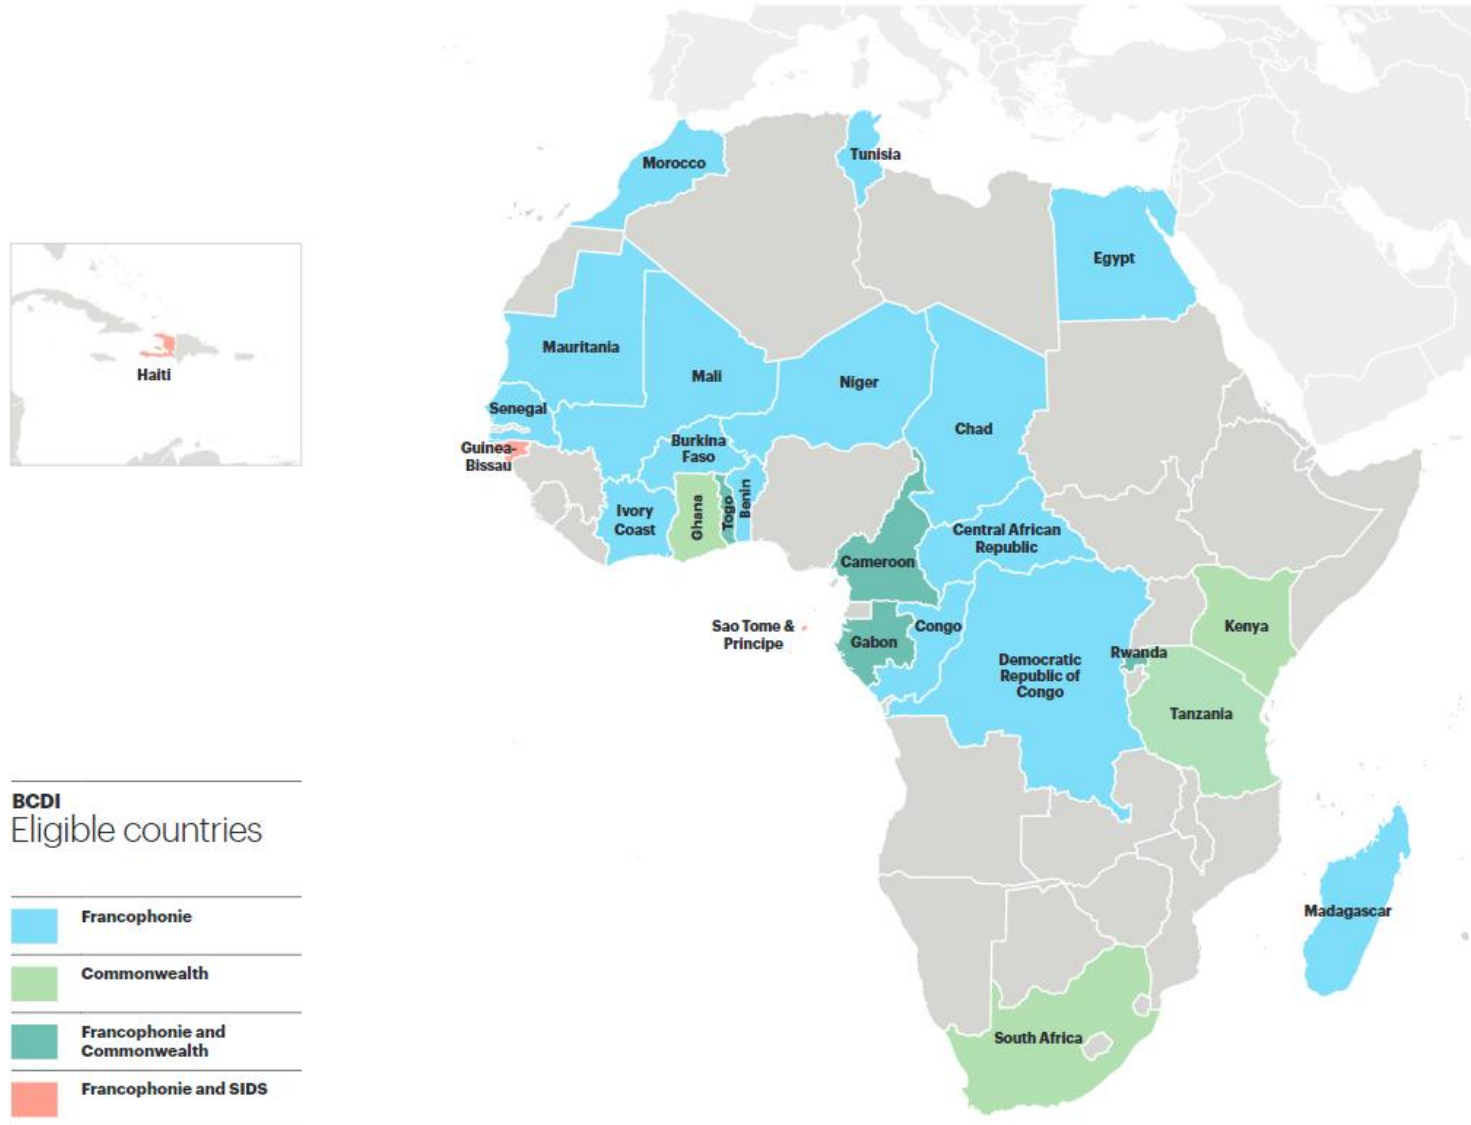 Morocco
Tunisia
Egypt
Mauritania
Mali
Niger
Chad
Haiti
Senegal
Guinea-
Bissau
Burkina
Faso
Ivory
Coast
Ghana
Togo
Benin
Central African
Republic
Cameroon
Sao Tome &
Principe
Gabon
Congo
Kenya
Rwanda
Democratic
Republic of
Congo
Tanzania
Madagascar
South Africa
BCDI
Eligible countries
Francophonie
Commonwealth
Francophonie and
Commonwealth
Francophonie and SIDS